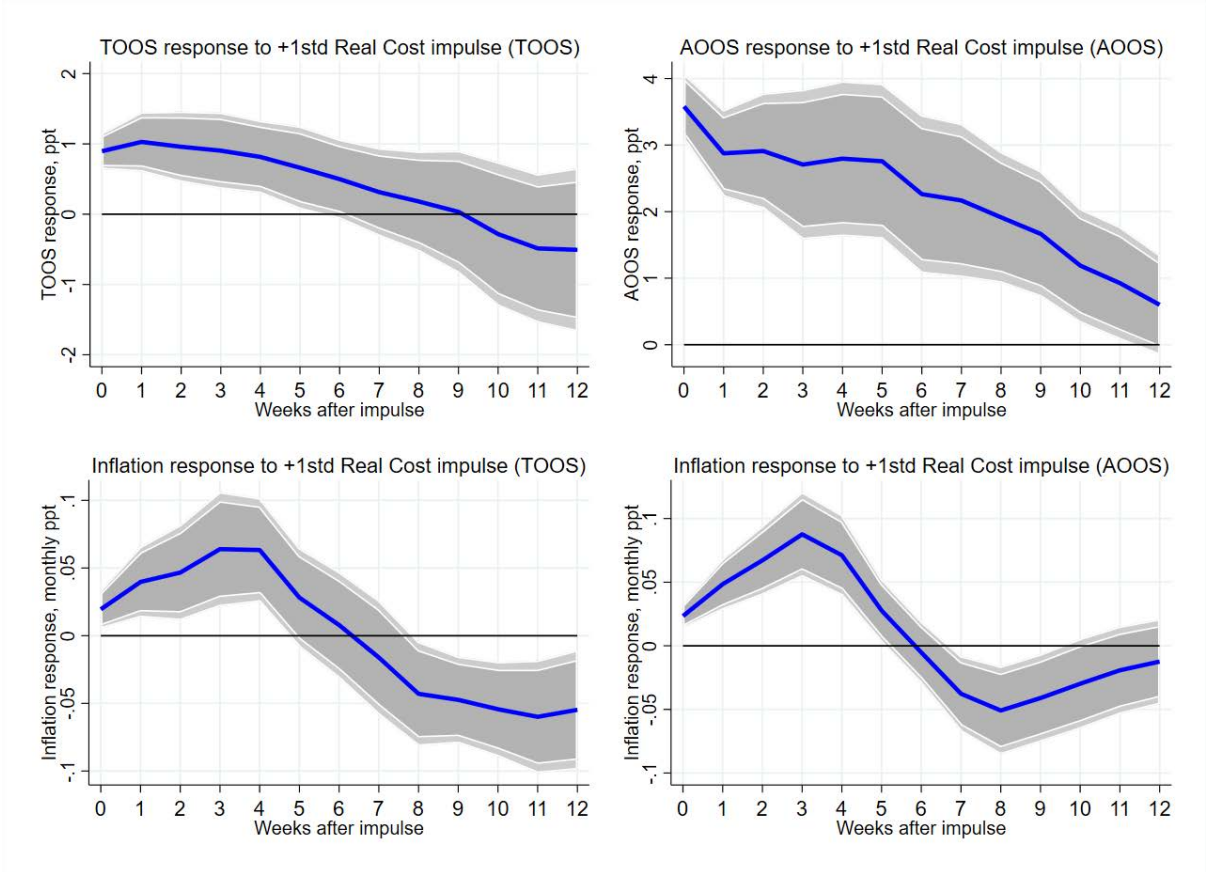 TOOS response to +1std Real Cost impulse (TOOS)
TOOS response, ppt
2
1
0
-1
-2
0 1 2 3 4 5 6 7 8 9 10 11 12
Weeks after impulse
AOOS response to +1std Real Cost impulse (AOOS)
AOOS response, ppt
4
3
2
1
0
0 1 2 3 4 5 6 7 8 9 10 11 12
Weeks after impulse
Inflation response to +1std Real Cost impulse (TOOS)
Inflation response, monthly ppt
.1
.05
0
-.05
-.1
0 1 2 3 4 5 6 7 8 9 10 11 12
Weeks after impulse
Inflation response to +1std Real Cost impulse (AOOS)
Inflation response, monthly ppt
.1
.05
0
-.05
-.1
0 1 2 3 4 5 6 7 8 9 10 11 12
Weeks after impulse